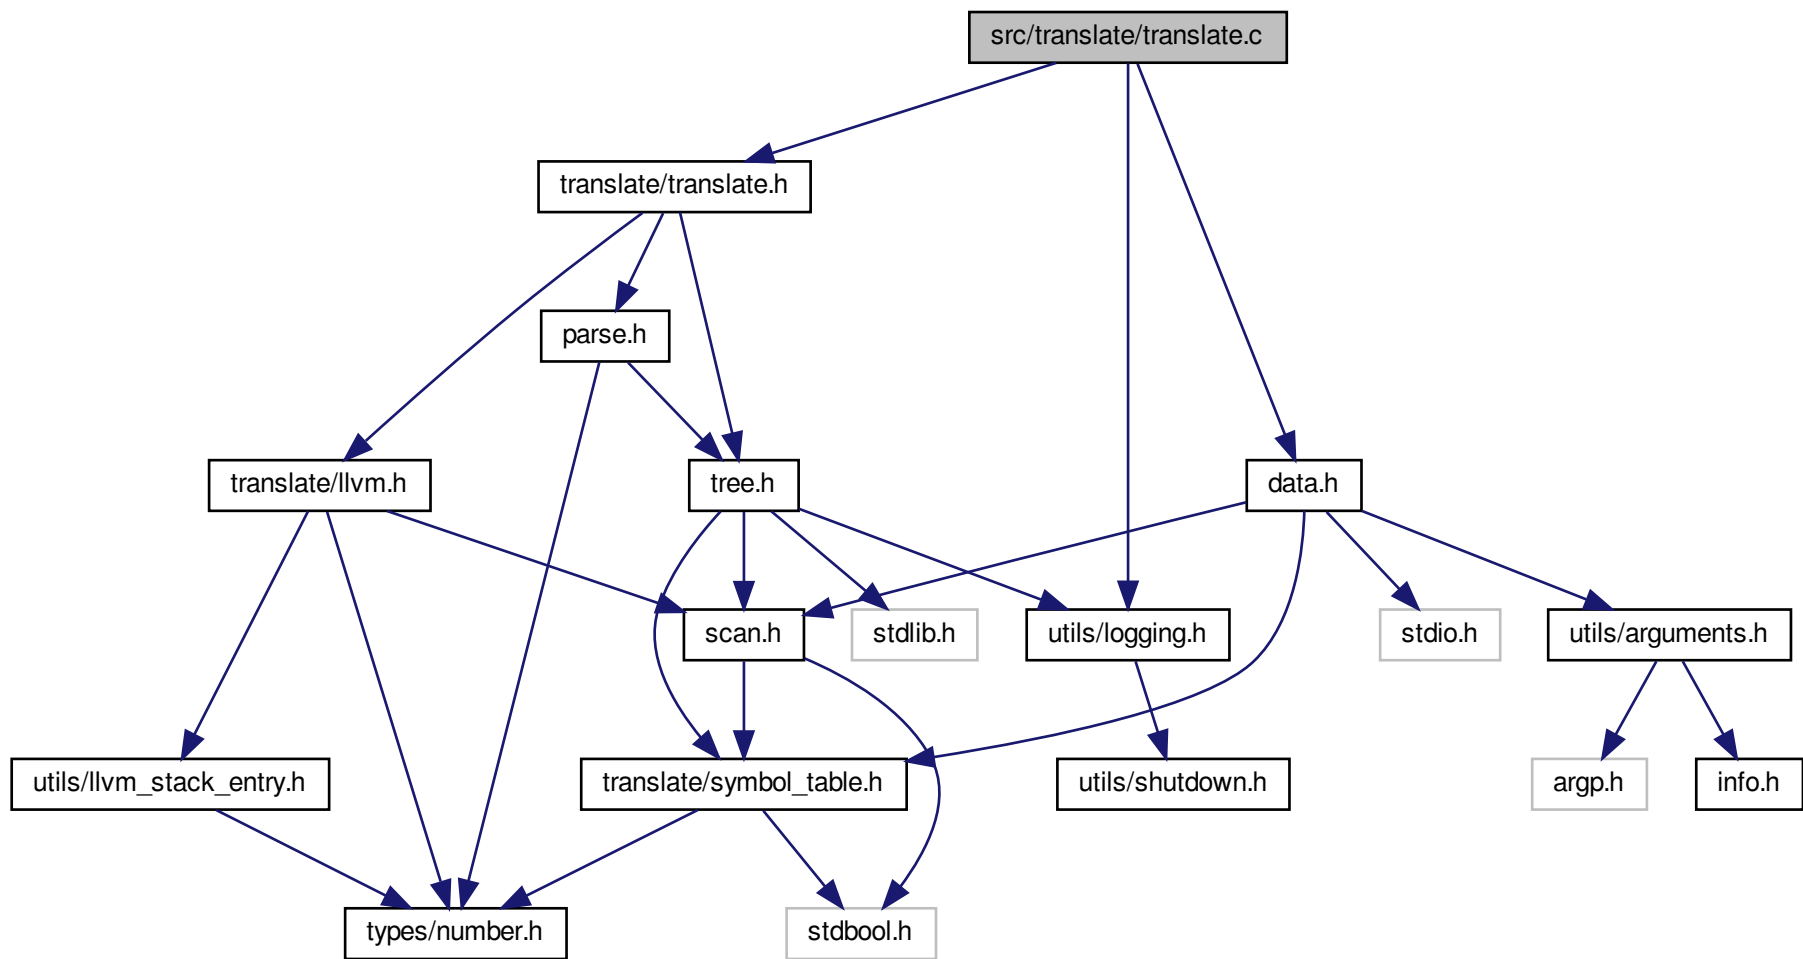 src/translate/translate.c
translate/translate.h
parse.h
translate/llvm.h
tree.h
data.h
scan.h
stdlib.h
utils/logging.h
stdio.h
utils/arguments.h
utils/llvm_stack_entry.h
translate/symbol_table.h
utils/shutdown.h
argp.h
info.h
types/number.h
stdbool.h